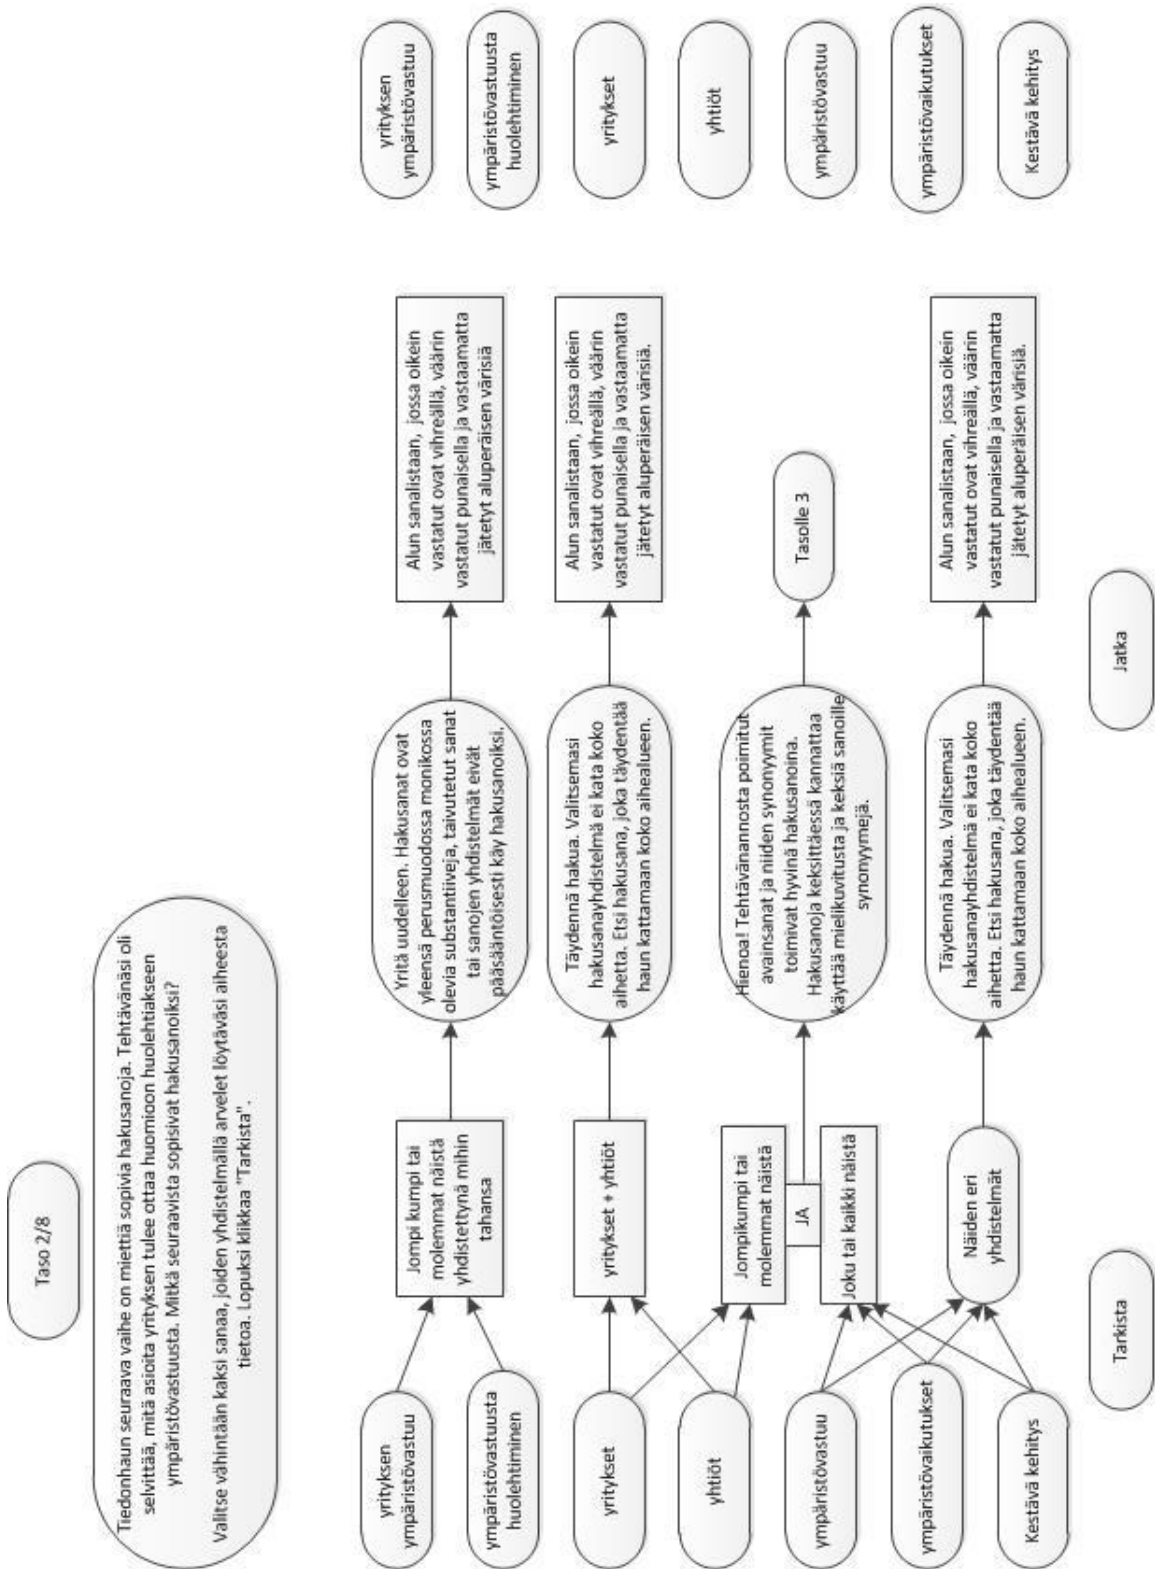 Taso 2/8
Tiedonhaun seuraava vaihe on miettiä sopivia hakusanoja. Tehtävänäsi oli
selvittää, mitä asioita yrityksen tulee ottaa huomioon huolehtiakseen
ympäristövastuusta. Mitkä seuraavista sopisivat hakusanoiksi?
Valitse vähintään kaksi sanaa, joiden yhdistelmällä arvelet löytäväsi aiheesta
tietoa. Lopuksi klikkaa "Tarkista".
yrityksen
ympäristövastuu
ympäristövastuusta
huolehtiminen
yritykset
yhtiöt
ympäristövastuu
ympäristövaikutukset
Kestävä kehitys
Jompi kumpi tai
molemmat näistä
yhdistettynä mihin
tahansa
yritykset + yhtiöt
Jompikumpi tai
molemmat näistä
JA
Joku tai kaikki näistä
Näiden eri
yhdistelmät
Yritä uudelleen. Hakusanat ovat
yleensä perusmuodossa monikossa
olevia substantiiveja, taivutetut sanat
tai sanojen yhdistelmät eivät
pääsääntöisesti käy hakusanoiksi.
Täydennä hakua. Valitsemasi
hakusanayhdistelmä ei kata koko
aihetta. Etsi hakusana, joka täydentää
haun kattamaan koko aihealueen.
Hienoa! Tehtävänannosta poimitut
avainsanat ja niiden synonyymit
toimivat hyvinä hakusanoina.
Hakusanoja keksittäessä kannattaa
käyttää mielikuvitusta ja keksiä sanoille
synonyymejä.
Täydennä hakua. Valitsemasi
hakusanayhdistelmä ei kata koko
aihetta. Etsi hakusana, joka täydentää
haun kattamaan koko aihealueen.
Alun sanalistaan, jossa oikein
vastatut ovat vihreällä, väärin
vastatut punaisella ja vastaamatta
jätetyt aluperäisen värisiä
Alun sanalistaan, jossa oikein
vastatut ovat vihreällä, väärin
vastatut punaisella ja vastaamatta
jätetyt aluperäisen värisiä.
Tasolle 3
Alun sanalistaan, jossa oikein
vastatut ovat vihreällä, väärin
vastatut punaisella ja vastaamatta
jätetyt aluperäisen värisiä.
yrityksen
ympäristövastuu
ympäristövastuusta
huolehtiminen
yritykset
yhtiöt
ympäristövastuu
ympäristövaikutukset
Kestävä kehitys
Tarkista
Jatka